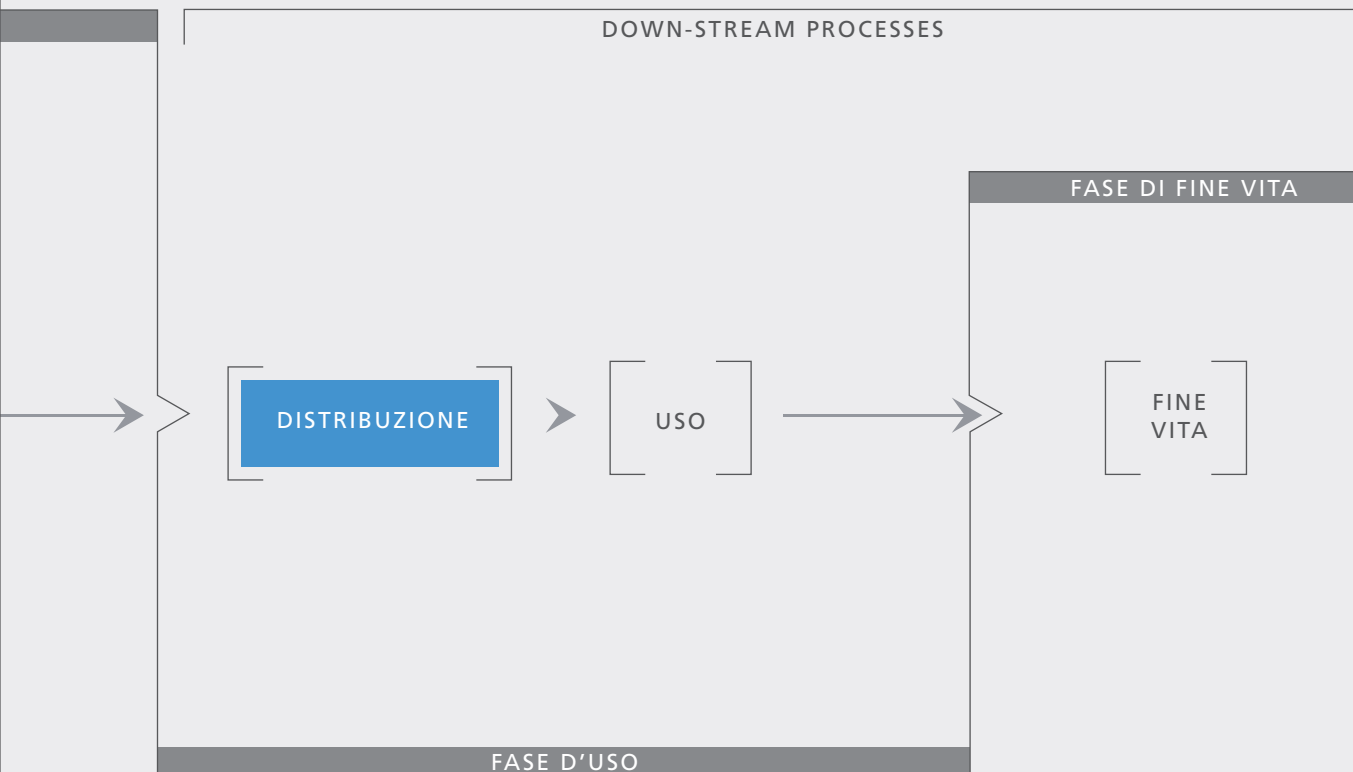 DOWN-STREAM PROCESSES
FASE DI FINE VITA
DISTRIBUZIONE
USO
FINE
VITA
FASE D’USO